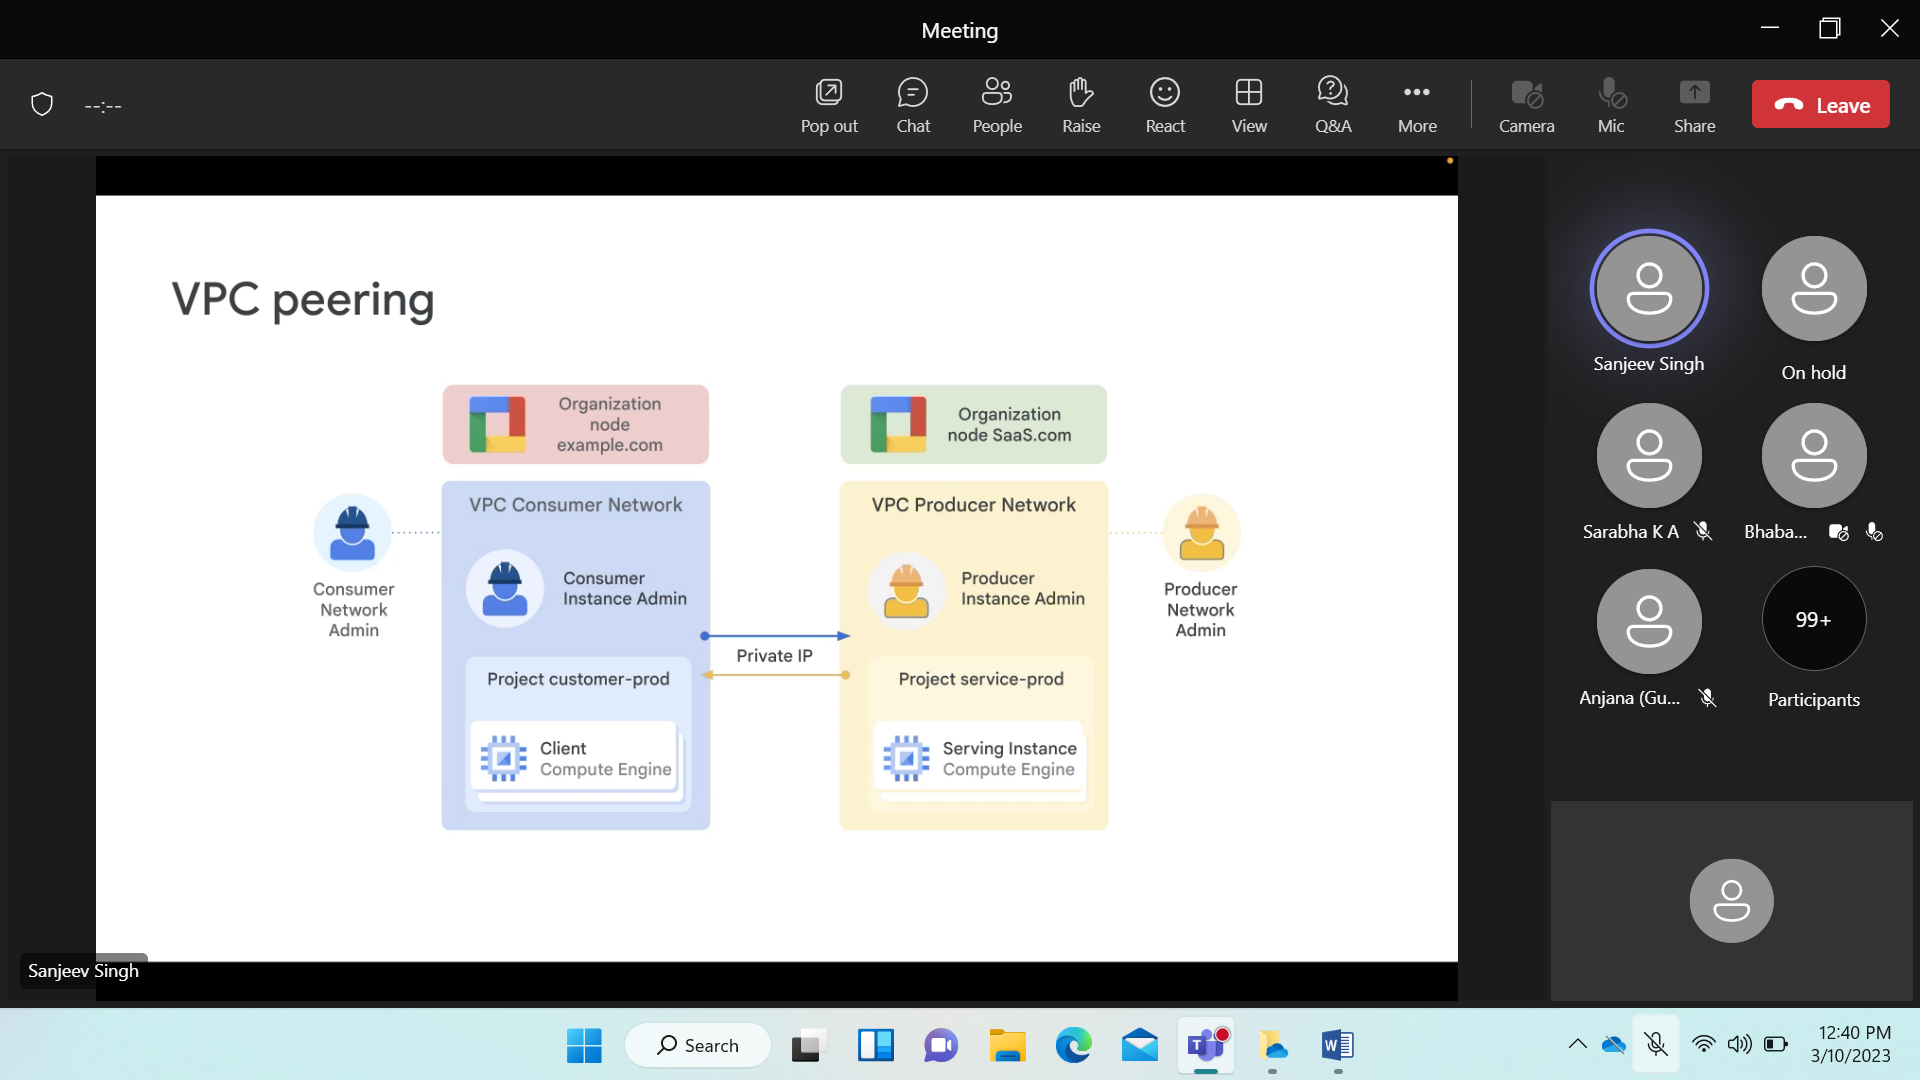 Meeting
--:--
Pop out
Chat
People
Raise
React
View
Q&A
More
Camera
Mic
Share
Leave
VPC peering
Organization
node
example.com
Organization
node SaaS.com
VPC Consumer Network
VPC Producer Network
Consumer
Network
Admin
Consumer
Instance Admin
Producer
Instance Admin
Producer
Network
Admin
Private IP
Project customer-prod
Project service-prod
Client
Compute Engine
Serving Instance
Compute Engine
Sanjeev Singh
Sanjeev Singh
On hold
Sarabha K A
Bhaba...
Anjana (Gu...
99+
Participants
Search
12:40 PM
3/10/2023